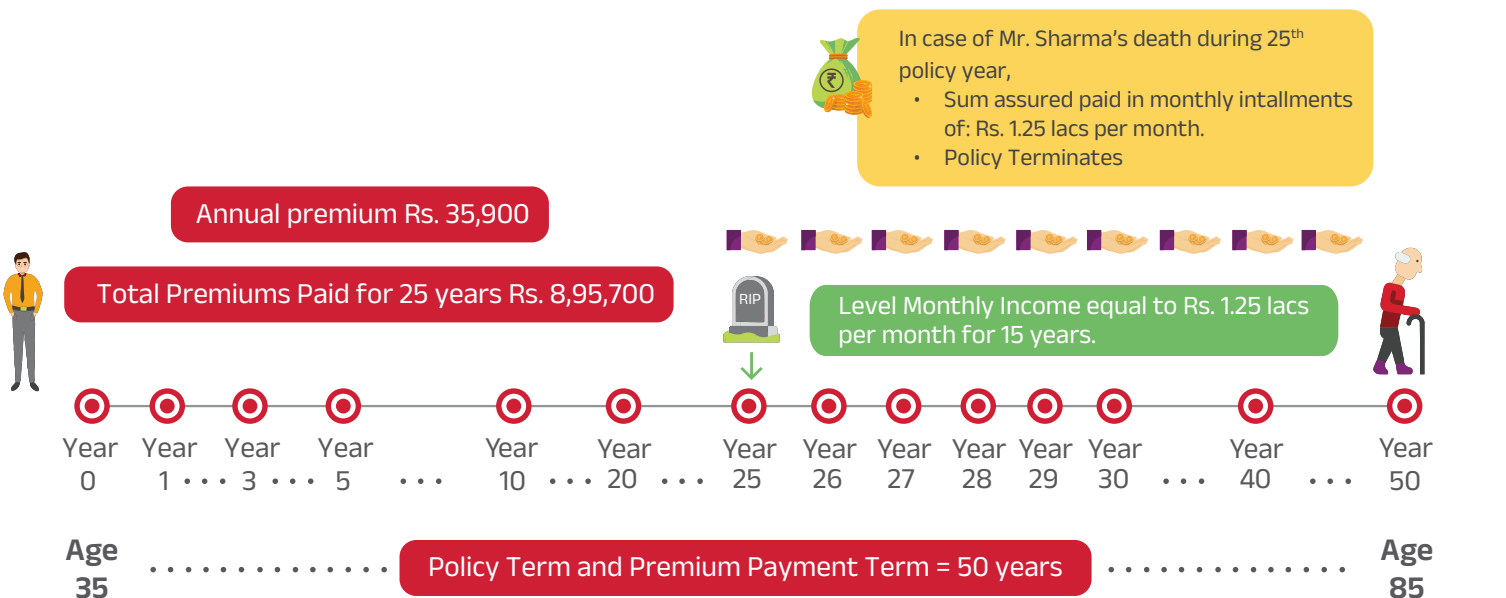 In case of Mr. Sharma's death during 25th
policy year,
• Sum assured paid in monthly intallments
of: Rs. 1.25 lacs per month.
• Policy Terminates
Annual premium Rs. 35,900
Total Premiums Paid for 25 years Rs. 8,95,700
RIP
Level Monthly Income equal to Rs. 1.25 lacs
per month for 15 years.
Year Year Year Year Year Year Year Year Year Year Year Year Year Year
0 1 • • • 3 • • • 5 • • • 10 • • • 20 • • • 25 26 27 28 29 30 • • • 40 • • • 50
Age Age
35 85
Policy Term and Premium Payment Term = 50 years